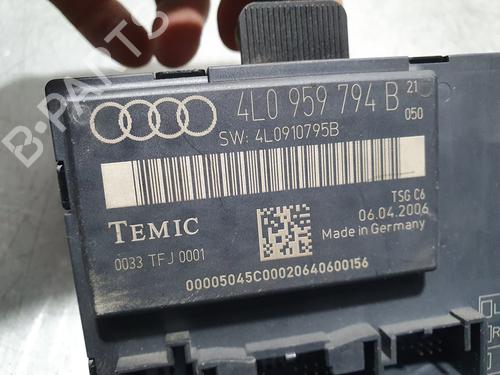 B-PARTS
4L0 959 794 B 21
050
SW: 4L0910795B
TSG C6
TEMIC
06.04.2006
0033 TFJ 0001
Made in Germany
00005045C00020640600156
L
R